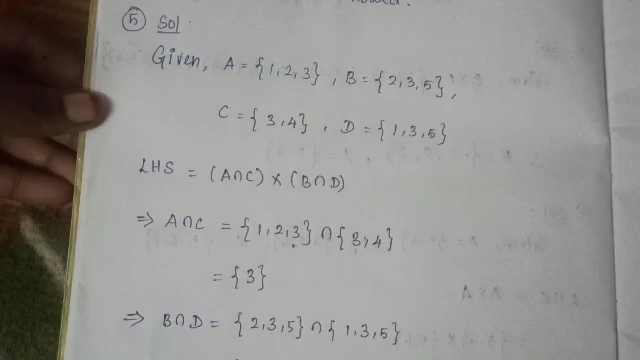 ⑤ Sol :
Given, A = {1,2,3} , B = {2,3,5} ,
C = {3,4} , D = {1,3,5}
LHS = (A∩C) × (B∩D)
⇒ A∩C = {1,2,3} ∩ {3,4}
= {3}
⇒ B∩D = {2,3,5} ∩ {1,3,5}